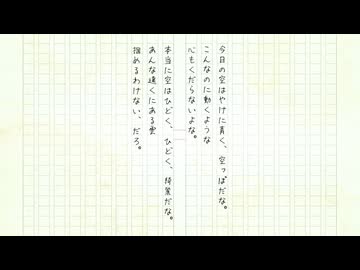 今日の空はやけに青く、空っぽだな。
こんなのに動くような
心もくだらないよな。
本当に空はひどく、ひどく、綺麗だな。
あんな遠くにある雲
掴めるわけない、だろ。